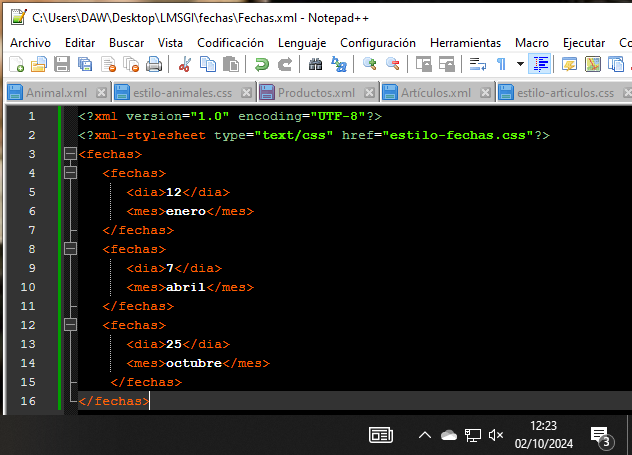 C:\Users\DAW\Desktop\LMSGI\fechas\Fechas.xml - Notepad++
Archivo Editar Buscar Vista Codificación Lenguaje Configuración Herramientas Macro Ejecutar Co
Animal.xml estilo-animales.css Productos.xml Artículos.xml estilo-articulos.css
1 <?xml version="1.0" encoding="UTF-8"?>
2 <?xml-stylesheet type="text/css" href="estilo-fechas.css"?>
3 <fechas>
4 <fechas>
5 <dia>12</dia>
6 <mes>enero</mes>
7 </fechas>
8 <fechas>
9 <dia>7</dia>
10 <mes>abril</mes>
11 </fechas>
12 <fechas>
13 <dia>25</dia>
14 <mes>octubre</mes>
15 </fechas>
16 </fechas>
12:23
02/10/2024
3